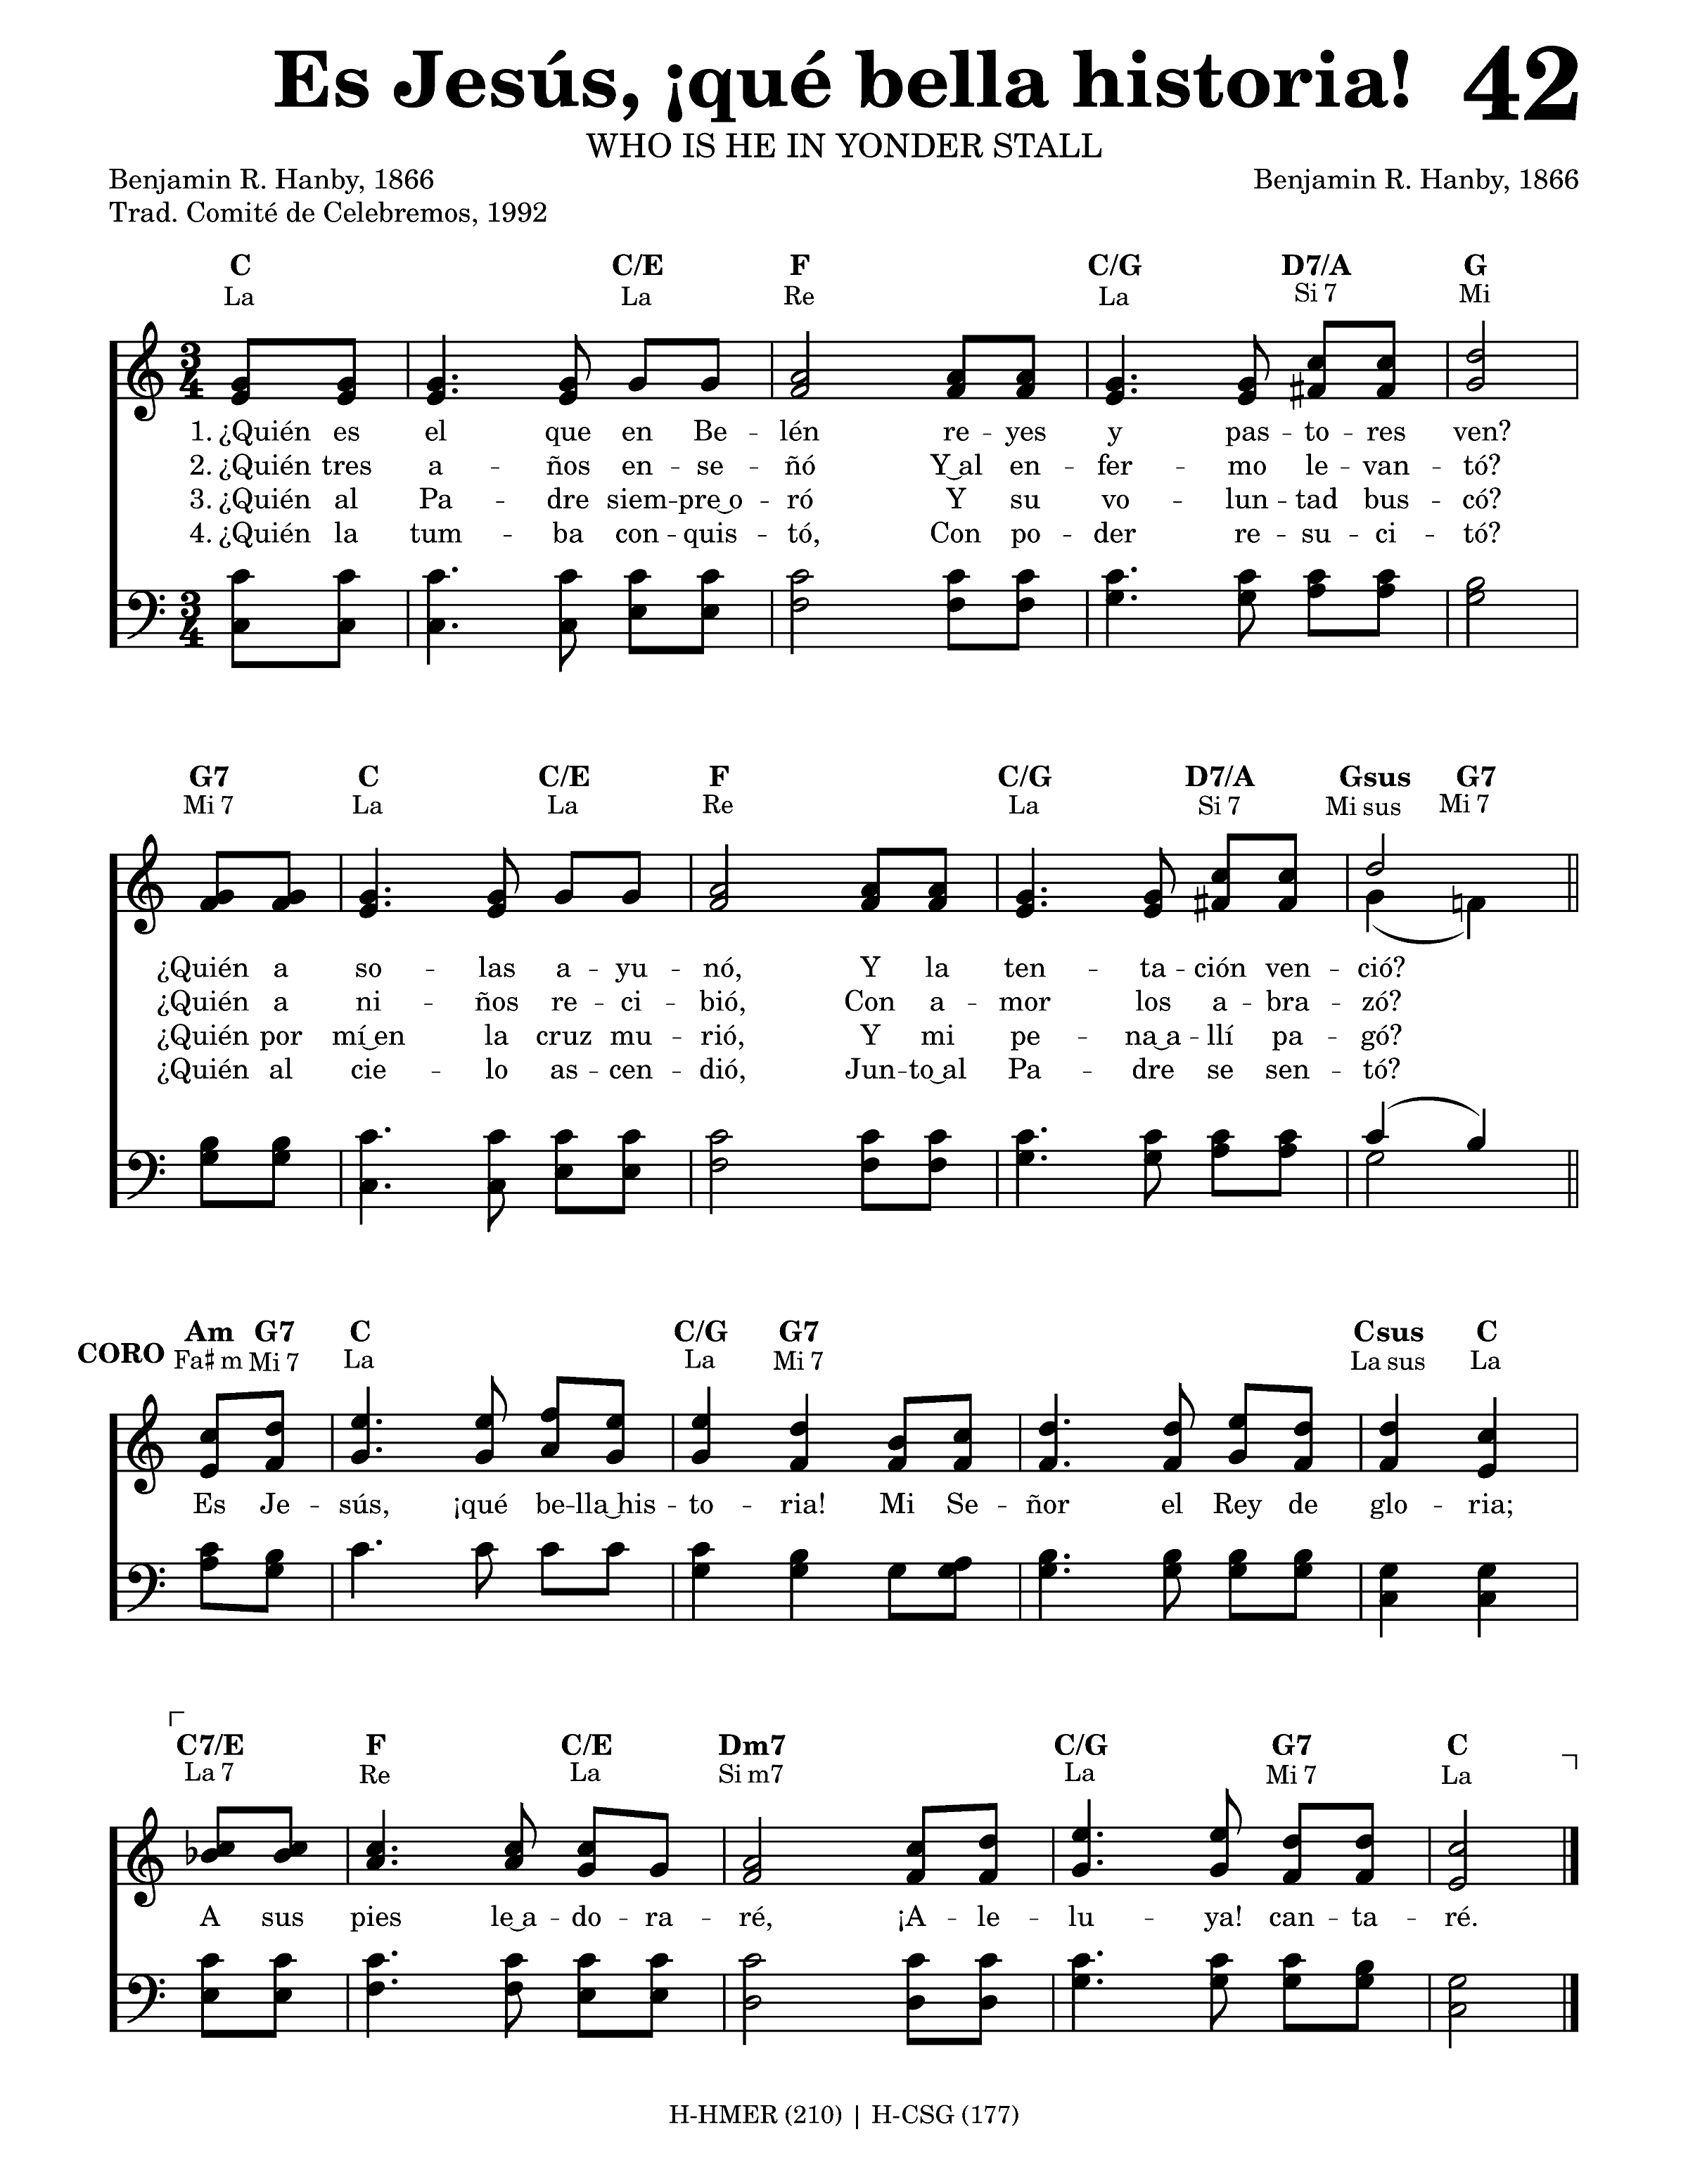 Es Jesús, ¡qué bella historia! 42
WHO IS HE IN YONDER STALL
Benjamin R. Hanby, 1866 Benjamin R. Hanby, 1866
Trad. Comité de Celebremos, 1992
C C/E F C/G D7/A G
La La Re La Si 7 Mi
3 4
1. ¿Quién es el que en Be - lén re - yes y pas - to - res ven?
2. ¿Quién tres a - ños en - se - ñó Y‿al en - fer - mo le - van - tó?
3. ¿Quién al Pa - dre siem - pre‿o - ró Y su vo - lun - tad bus - có?
4. ¿Quién la tum - ba con - quis - tó, Con po - der re - su - ci - tó?
3 4
G7 C C/E F C/G D7/A Gsus G7
Mi 7 La La Re La Si 7 Mi sus Mi 7
¿Quién a so - las a - yu - nó, Y la ten - ta - ción ven - ció?
¿Quién a ni - ños re - ci - bió, Con a - mor los a - bra - zó?
¿Quién por mí‿en la cruz mu - rió, Y mi pe - na‿a - llí pa - gó?
¿Quién al cie - lo as - cen - dió, Jun - to‿al Pa - dre se sen - tó?
Am G7 C C/G G7 Csus C
CORO Fa♯ m Mi 7 La La Mi 7 La sus La
Es Je - sús, ¡qué be - lla‿his - to - ria! Mi Se - ñor el Rey de glo - ria;
C7/E F C/E Dm7 C/G G7 C
La 7 Re La Si m7 La Mi 7 La
A sus pies le‿a - do - ra - ré, ¡A - le - lu - ya! can - ta - ré.
H-HMER (210) | H-CSG (177)